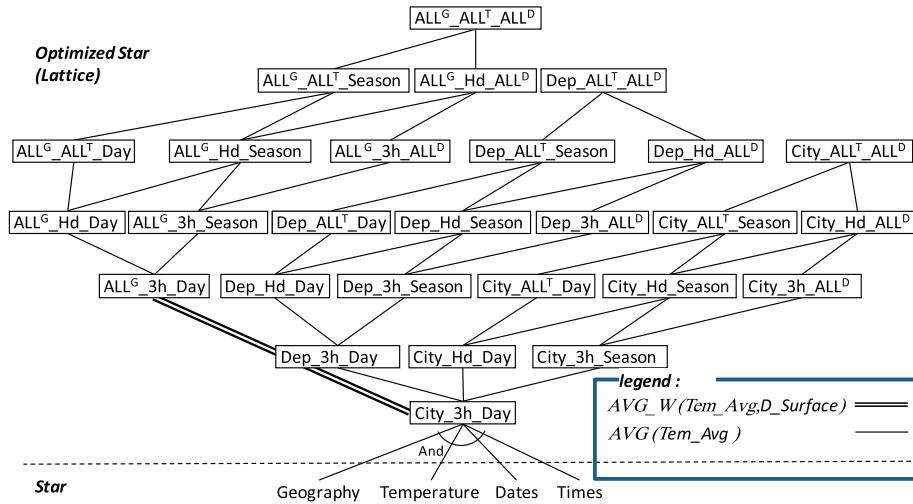 ALLᴳ_ALLᵀ_ALLᴰ
Optimized Star
(Lattice)
ALLᴳ_ALLᵀ_Season ALLᴳ_Hd_ALLᴰ Dep_ALLᵀ_ALLᴰ
ALLᴳ_ALLᵀ_Day ALLᴳ_Hd_Season ALLᴳ_3h_ALLᴰ Dep_ALLᵀ_Season Dep_Hd_ALLᴰ City_ALLᵀ_ALLᴰ
ALLᴳ_Hd_Day ALLᴳ_3h_Season Dep_ALLᵀ_Day Dep_Hd_Season Dep_3h_ALLᴰ City_ALLᵀ_Season City_Hd_ALLᴰ
ALLᴳ_3h_Day Dep_Hd_Day Dep_3h_Season City_ALLᵀ_Day City_Hd_Season City_3h_ALLᴰ
Dep_3h_Day City_Hd_Day City_3h_Season
City_3h_Day
And
legend :
AVG_W(Tem_Avg,D_Surface)
AVG(Tem_Avg)
Star
Geography Temperature Dates Times